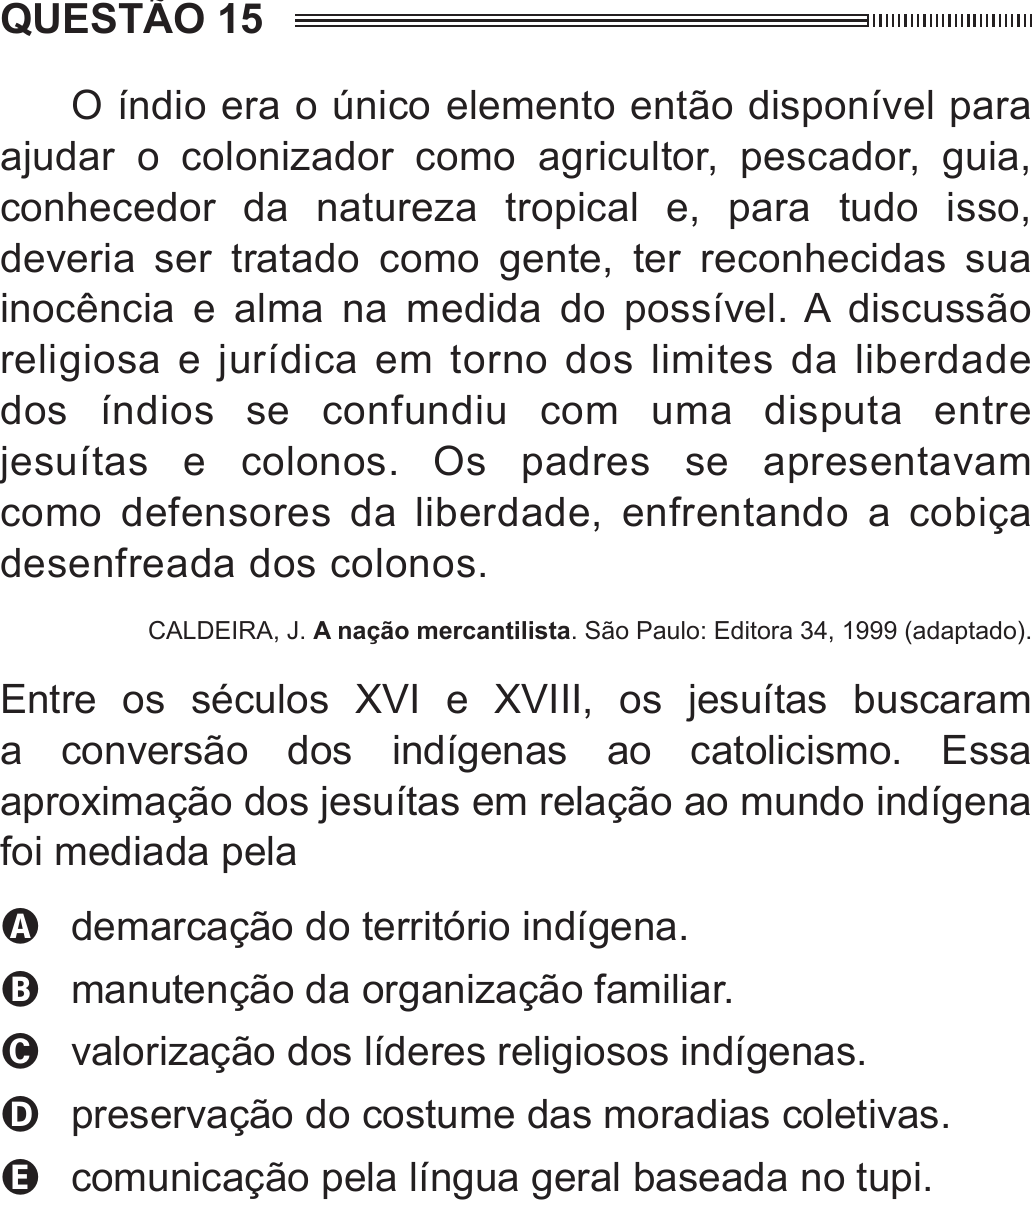 QUESTÃO 15
O índio era o único elemento então disponível para
ajudar o colonizador como agricultor, pescador, guia,
conhecedor da natureza tropical e, para tudo isso,
deveria ser tratado como gente, ter reconhecidas sua
inocência e alma na medida do possível. A discussão
religiosa e jurídica em torno dos limites da liberdade
dos índios se confundiu com uma disputa entre
jesuítas e colonos. Os padres se apresentavam
como defensores da liberdade, enfrentando a cobiça
desenfreada dos colonos.
CALDEIRA, J. A nação mercantilista. São Paulo: Editora 34, 1999 (adaptado).
Entre os séculos XVI e XVIII, os jesuítas buscaram
a conversão dos indígenas ao catolicismo. Essa
aproximação dos jesuítas em relação ao mundo indígena
foi mediada pela
A demarcação do território indígena.
B manutenção da organização familiar.
C valorização dos líderes religiosos indígenas.
D preservação do costume das moradias coletivas.
E comunicação pela língua geral baseada no tupi.